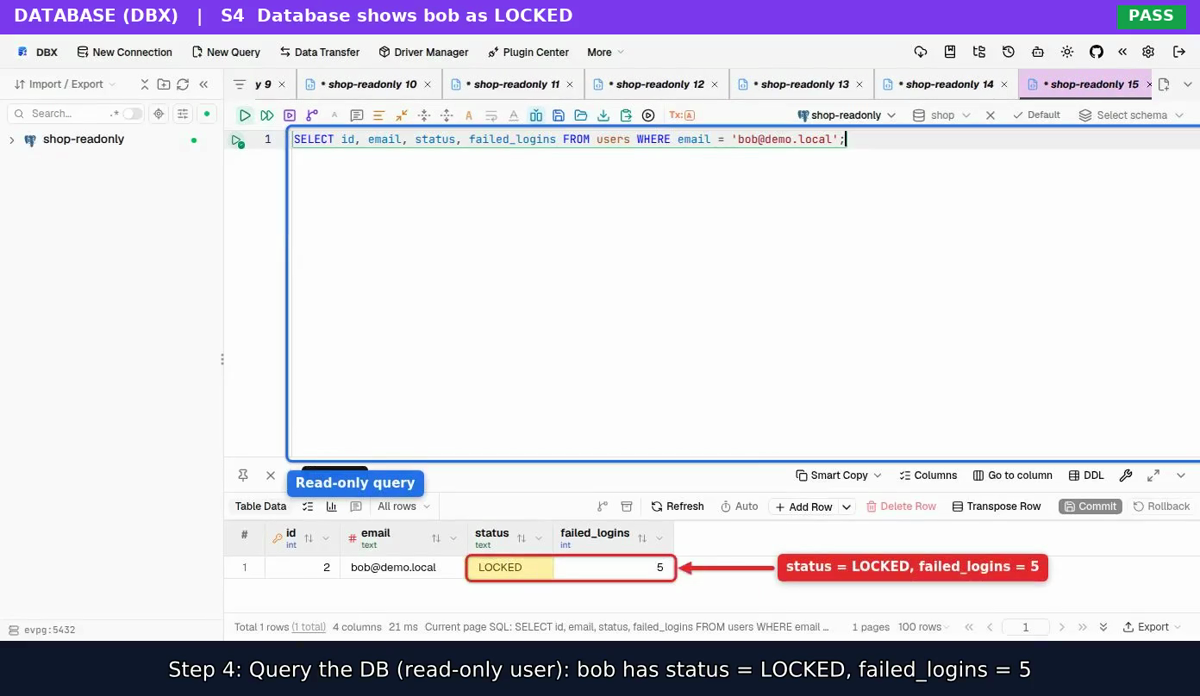 DATABASE (DBX) | S4 Database shows bob as LOCKED PASS
DBX New Connection New Query Data Transfer Driver Manager Plugin Center More
Import / Export y 9 × * shop-readonly 10 × * shop-readonly 11 × * shop-readonly 12 × * shop-readonly 13 × * shop-readonly 14 × * shop-readonly 15 ×
Search... .* Tx: A shop-readonly shop Default Select schema
shop-readonly
1 SELECT id, email, status, failed_logins FROM users WHERE email = 'bob@demo.local';
Read-only query
Smart Copy Columns Go to column DDL
Table Data All rows Refresh Auto + Add Row Delete Row Transpose Row Commit Rollback
# id int email text status text failed_logins int
1 2 bob@demo.local LOCKED 5
status = LOCKED, failed_logins = 5
Total 1 rows (1 total) 4 columns 21 ms Current page SQL: SELECT id, email, status, failed_logins FROM users WHERE email ... 1 pages 100 rows 1 Export
evpg:5432
Step 4: Query the DB (read-only user): bob has status = LOCKED, failed_logins = 5